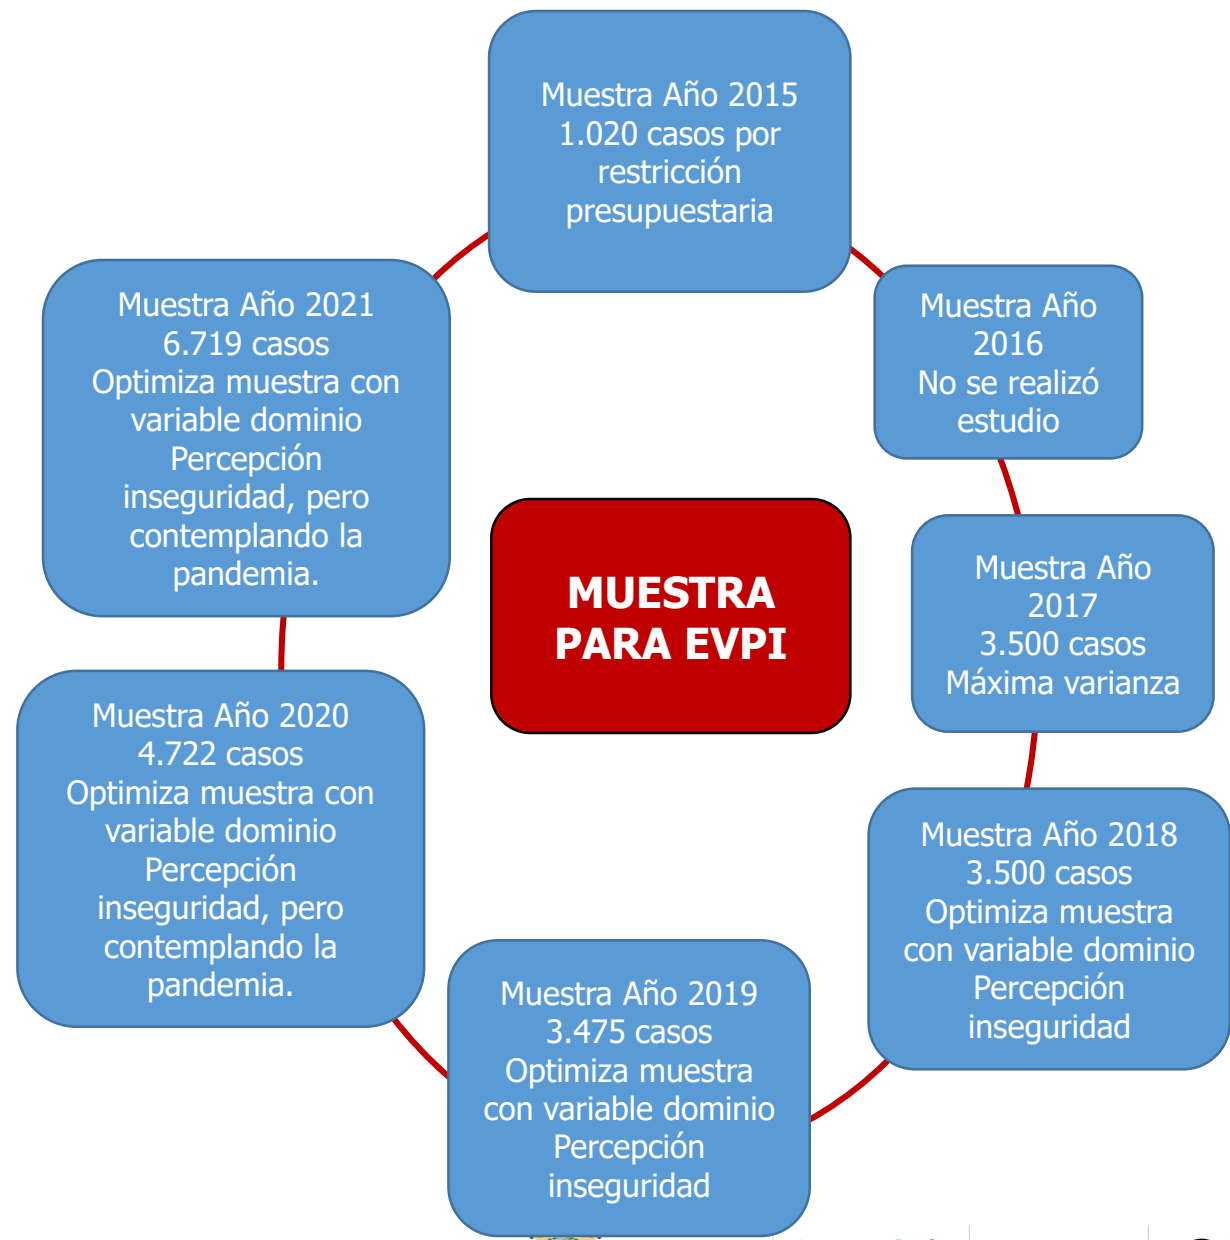 Muestra Año 2015
1.020 casos por
restricción
presupuestaria
Muestra Año
2016
No se realizó
estudio
Muestra Año
2017
3.500 casos
Máxima varianza
Muestra Año 2018
3.500 casos
Optimiza muestra
con variable dominio
Percepción
inseguridad
Muestra Año 2019
3.475 casos
Optimiza muestra
con variable dominio
Percepción
inseguridad
Muestra Año 2020
4.722 casos
Optimiza muestra con
variable dominio
Percepción
inseguridad, pero
contemplando la
pandemia.
Muestra Año 2021
6.719 casos
Optimiza muestra con
variable dominio
Percepción
inseguridad, pero
contemplando la
pandemia.
MUESTRA
PARA EVPI